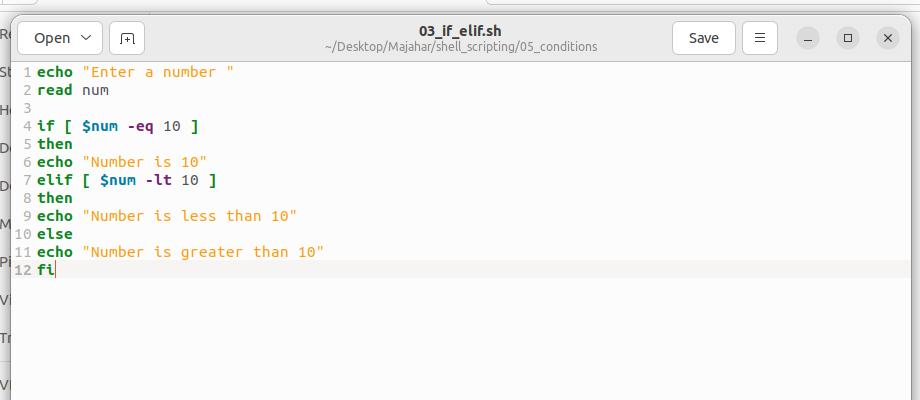 03_if_elif.sh
Open
Save
~/Desktop/Majahar/shell_scripting/05_conditions
1 echo "Enter a number "
2 read num
3
4 if [ $num -eq 10 ]
5 then
6 echo "Number is 10"
7 elif [ $num -lt 10 ]
8 then
9 echo "Number is less than 10"
10 else
11 echo "Number is greater than 10"
12 fi